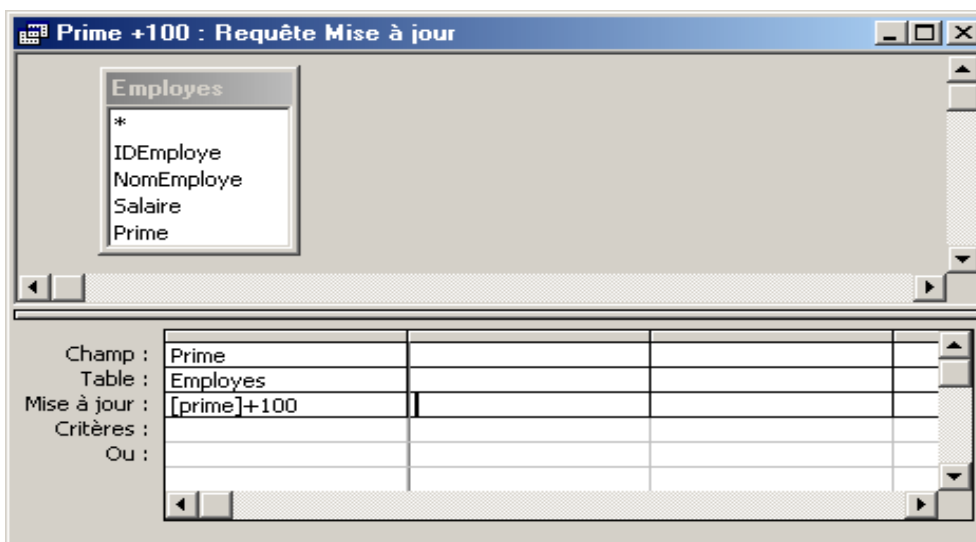 Prime +100 : Requête Mise à jour
Employes
*
IDEmploye
NomEmploye
Salaire
Prime
Champ : Prime
Table : Employes
Mise à jour : [prime]+100
Critères :
Ou :